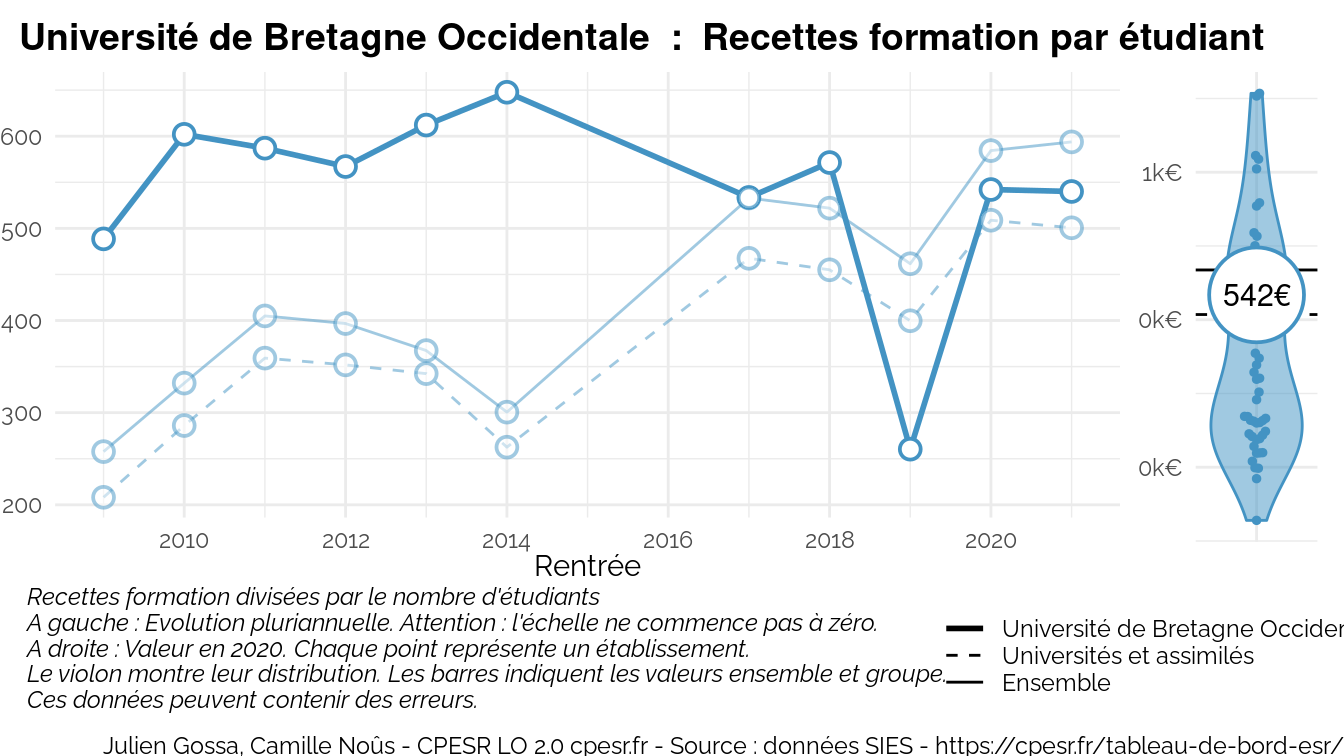 Université de Bretagne Occidentale : Recettes formation par étudiant
600
500
400
300
200
2010 2012 2014 2016 2018 2020
Rentrée
1k€
0k€
0k€
542€
Recettes formation divisées par le nombre d'étudiants
A gauche : Evolution pluriannuelle. Attention : l'échelle ne commence pas à zéro.
A droite : Valeur en 2020. Chaque point représente un établissement.
Le violon montre leur distribution. Les barres indiquent les valeurs ensemble et groupe.
Ces données peuvent contenir des erreurs.
Université de Bretagne Occider
Universités et assimilés
Ensemble
Julien Gossa, Camille Noûs - CPESR LO 2.0 cpesr.fr - Source : données SIES - https://cpesr.fr/tableau-de-bord-esr/